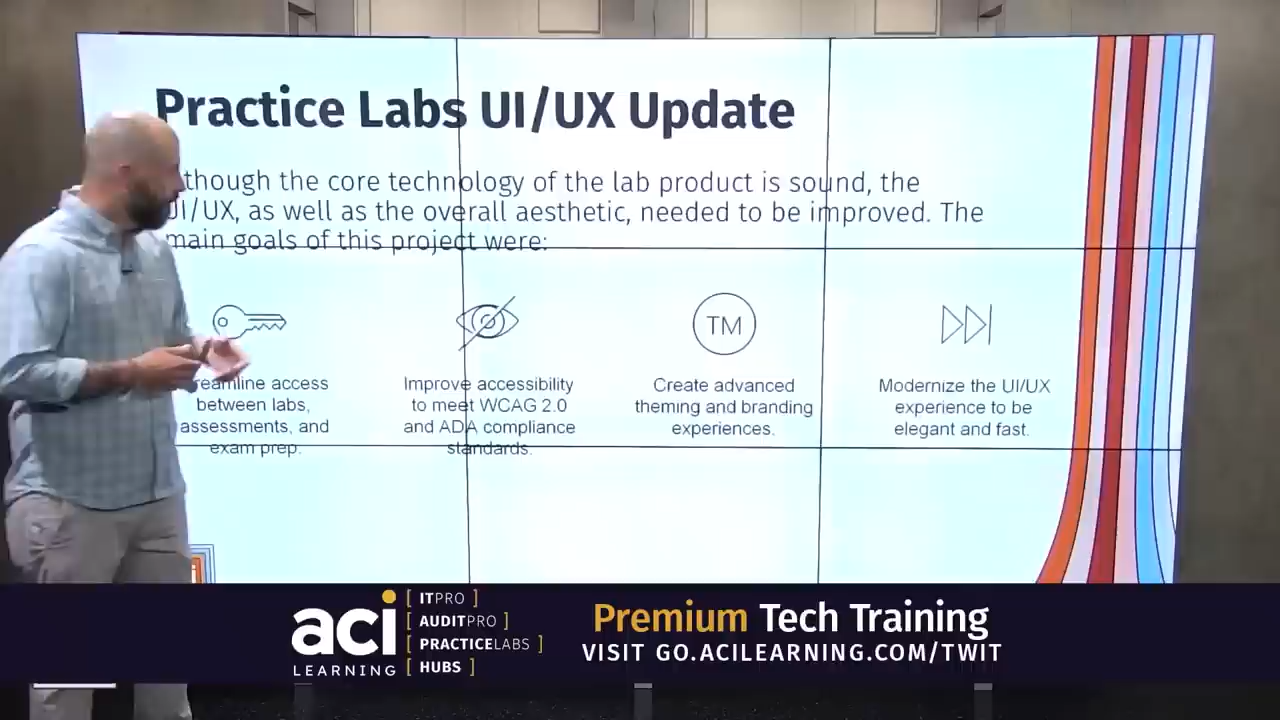 Practice Labs UI/UX Update
though the core technology of the lab product is sound, the
UI/UX, as well as the overall aesthetic, needed to be improved. The
main goals of this project were:
reamline access
between labs,
assessments, and
exam prep.
Improve accessibility
to meet WCAG 2.0
and ADA compliance
standards.
TM
Create advanced
theming and branding
experiences.
Modernize the UI/UX
experience to be
elegant and fast.
aci
LEARNING
[ ITPRO ]
[ AUDITPRO ]
[ PRACTICELABS ]
[ HUBS ]
Premium Tech Training
VISIT GO.ACILEARNING.COM/TWIT